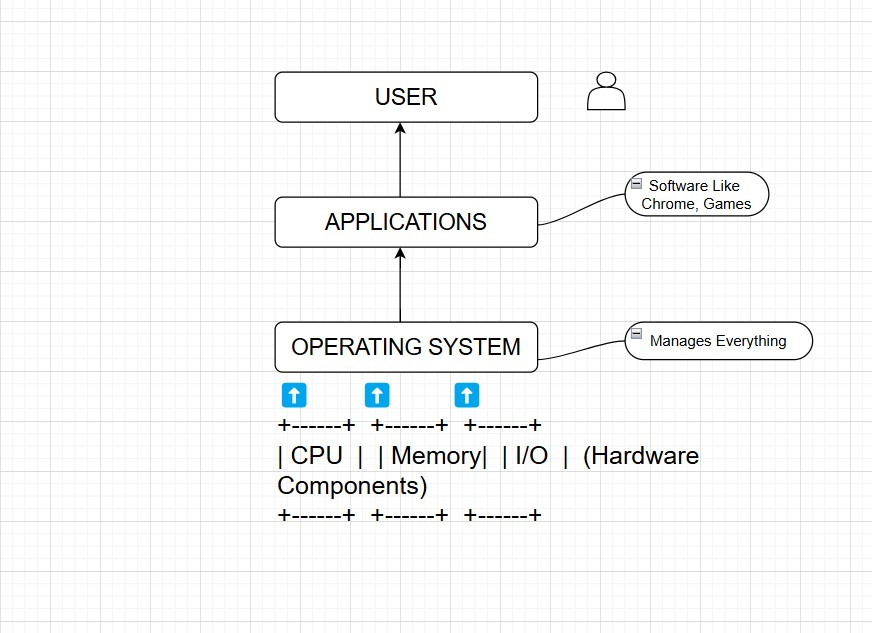 USER
APPLICATIONS
Software Like
Chrome, Games
OPERATING SYSTEM
Manages Everything
+------+  +------+  +------+
| CPU  |  | Memory|  | I/O  |  (Hardware
Components)
+------+  +------+  +------+